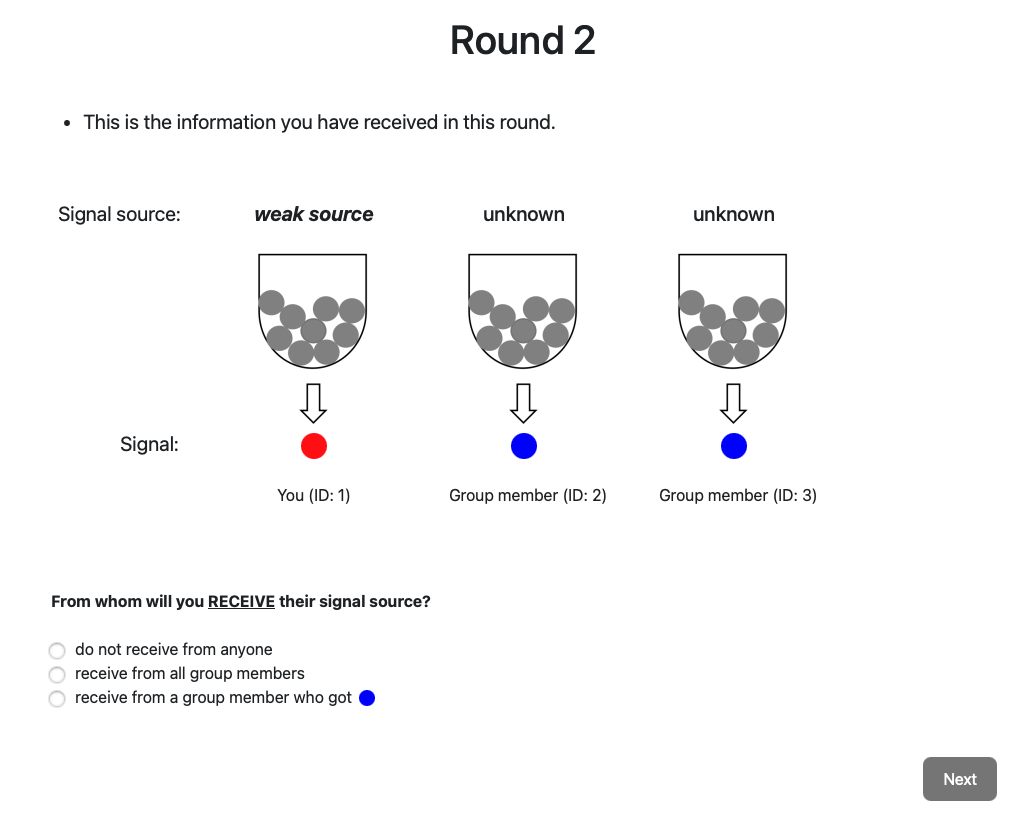 Round 2
• This is the information you have received in this round.
Signal source: weak source unknown unknown
Signal:
You (ID: 1) Group member (ID: 2) Group member (ID: 3)
From whom will you RECEIVE their signal source?
do not receive from anyone
receive from all group members
receive from a group member who got
Next